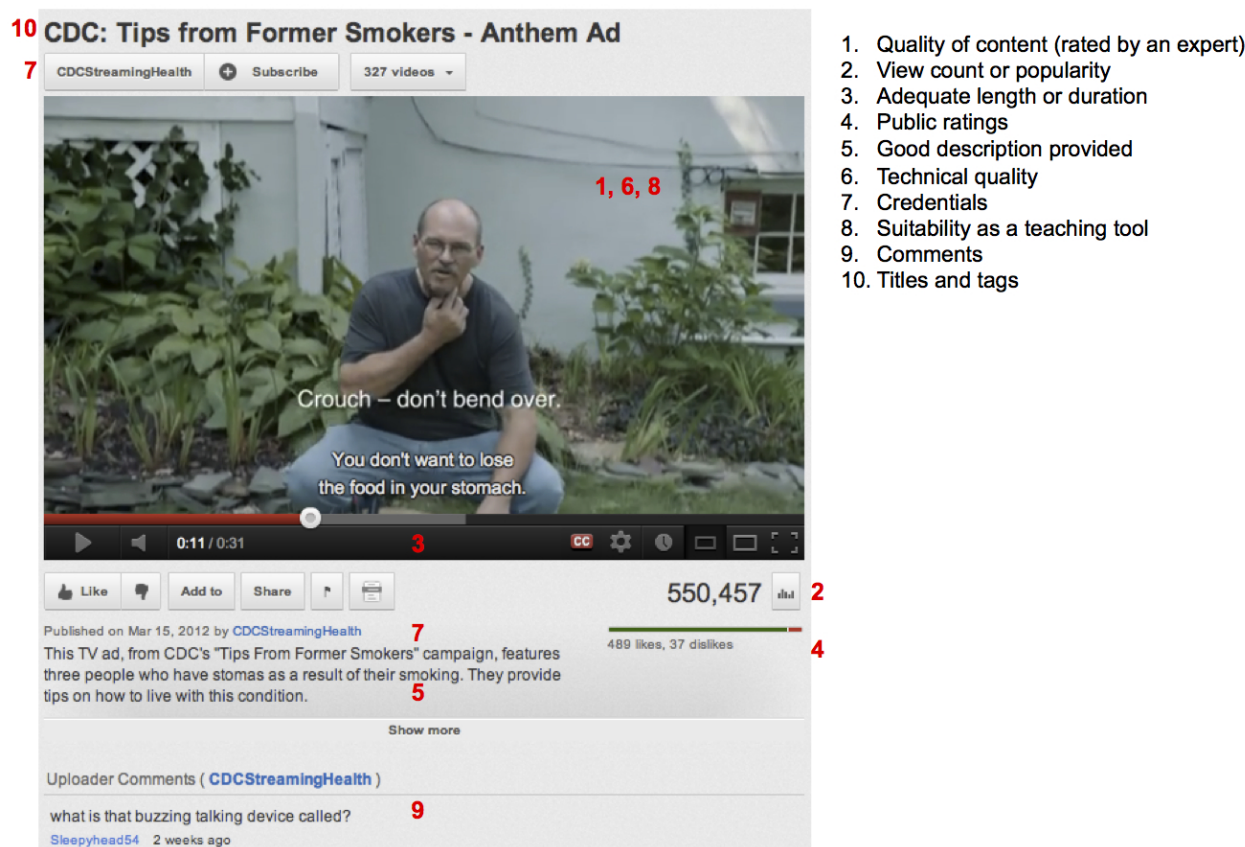 10 CDC: Tips from Former Smokers - Anthem Ad
7 CDCStreamingHealth Subscribe 327 videos
1, 6, 8
Crouch – don't bend over.
You don't want to lose
the food in your stomach.
0:11 / 0:31 3 CC
Like Add to Share 550,457 2
Published on Mar 15, 2012 by CDCStreamingHealth 7
489 likes, 37 dislikes 4
This TV ad, from CDC's "Tips From Former Smokers" campaign, features
three people who have stomas as a result of their smoking. They provide
tips on how to live with this condition. 5
Show more
Uploader Comments ( CDCStreamingHealth )
what is that buzzing talking device called? 9
Sleepyhead54 2 weeks ago
1. Quality of content (rated by an expert)
2. View count or popularity
3. Adequate length or duration
4. Public ratings
5. Good description provided
6. Technical quality
7. Credentials
8. Suitability as a teaching tool
9. Comments
10. Titles and tags